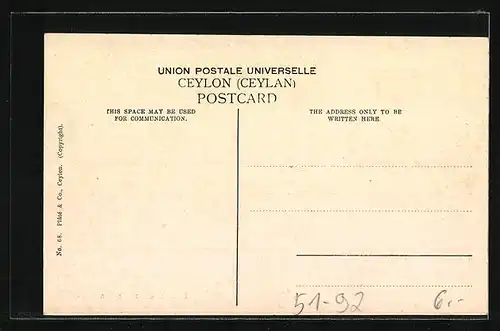 UNION POSTALE UNIVERSELLE
CEYLON (CEYLAN)
POSTCARD
THIS SPACE MAY BE USED
FOR COMMUNICATION.
THE ADDRESS ONLY TO BE
WRITTEN HERE
No. 68. Plâté & Co., Ceylon. (Copyright).
51-92
6.-